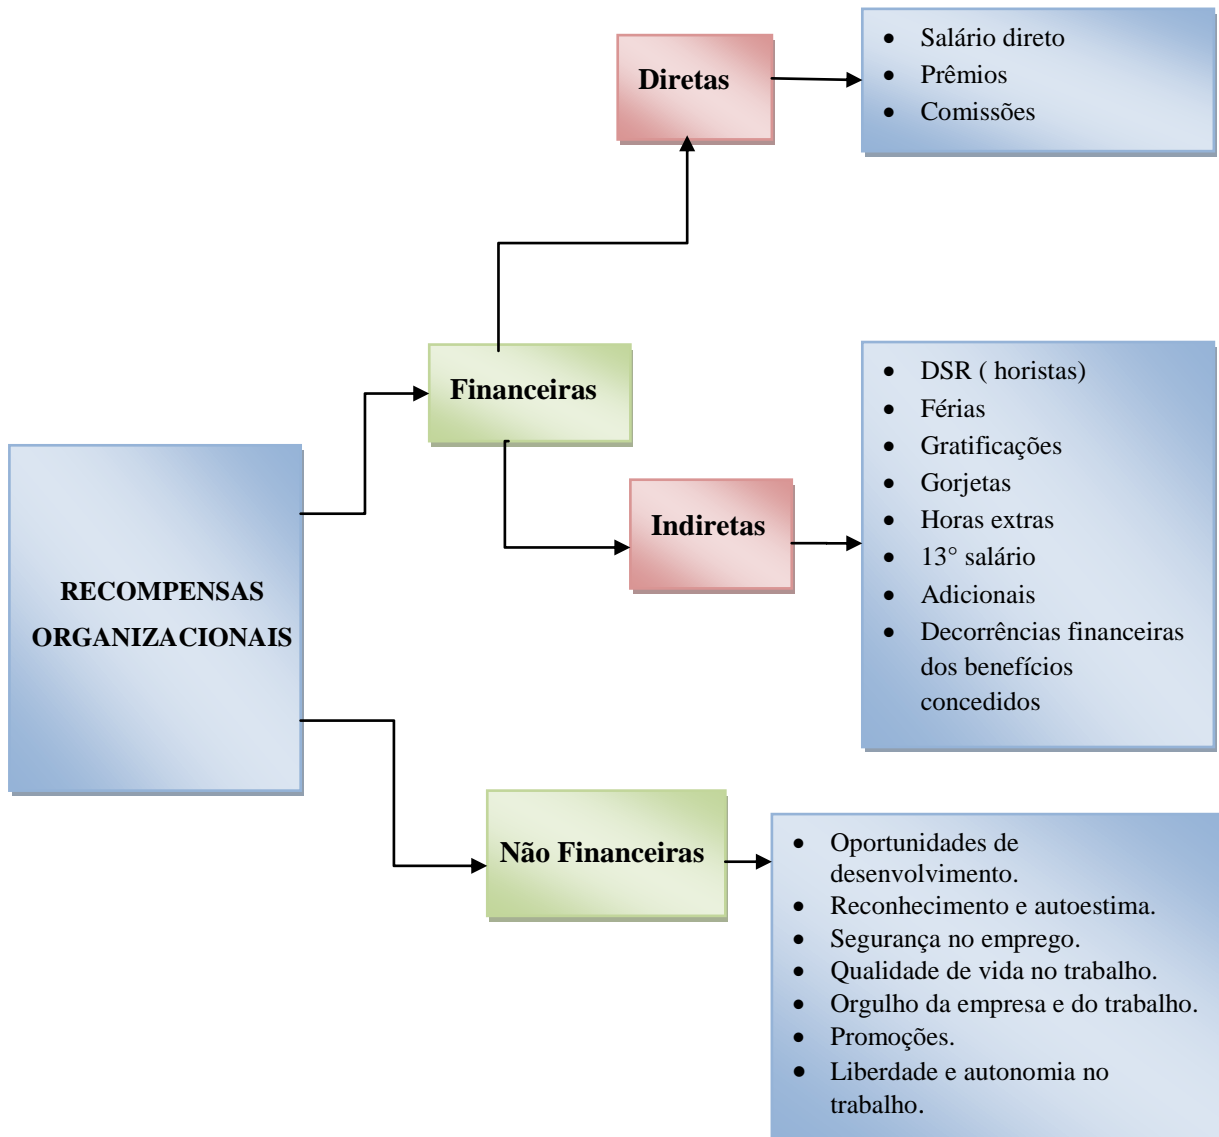 Diretas
• Salário direto
• Prêmios
• Comissões
Financeiras
Indiretas
• DSR ( horistas)
• Férias
• Gratificações
• Gorjetas
• Horas extras
• 13° salário
• Adicionais
• Decorrências financeiras
dos benefícios
concedidos
RECOMPENSAS
ORGANIZACIONAIS
Não Financeiras
• Oportunidades de
desenvolvimento.
• Reconhecimento e autoestima.
• Segurança no emprego.
• Qualidade de vida no trabalho.
• Orgulho da empresa e do trabalho.
• Promoções.
• Liberdade e autonomia no
trabalho.